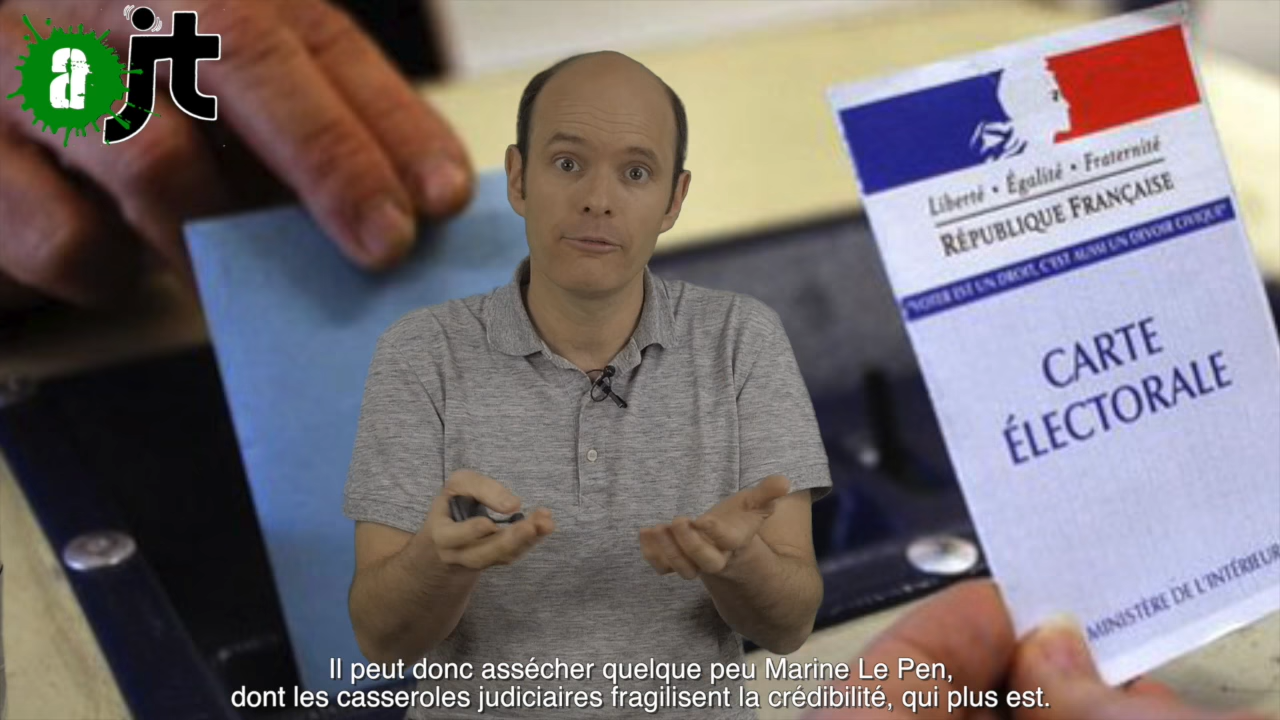 a jt
Liberté • Égalité • Fraternité
RÉPUBLIQUE FRANÇAISE
"VOTER EST UN DROIT, C'EST AUSSI UN DEVOIR CIVIQUE"
CARTE
ÉLECTORALE
MINISTÈRE DE L'INTÉRIEUR
Il peut donc assécher quelque peu Marine Le Pen,
dont les casseroles judiciaires fragilisent la crédibilité, qui plus est.